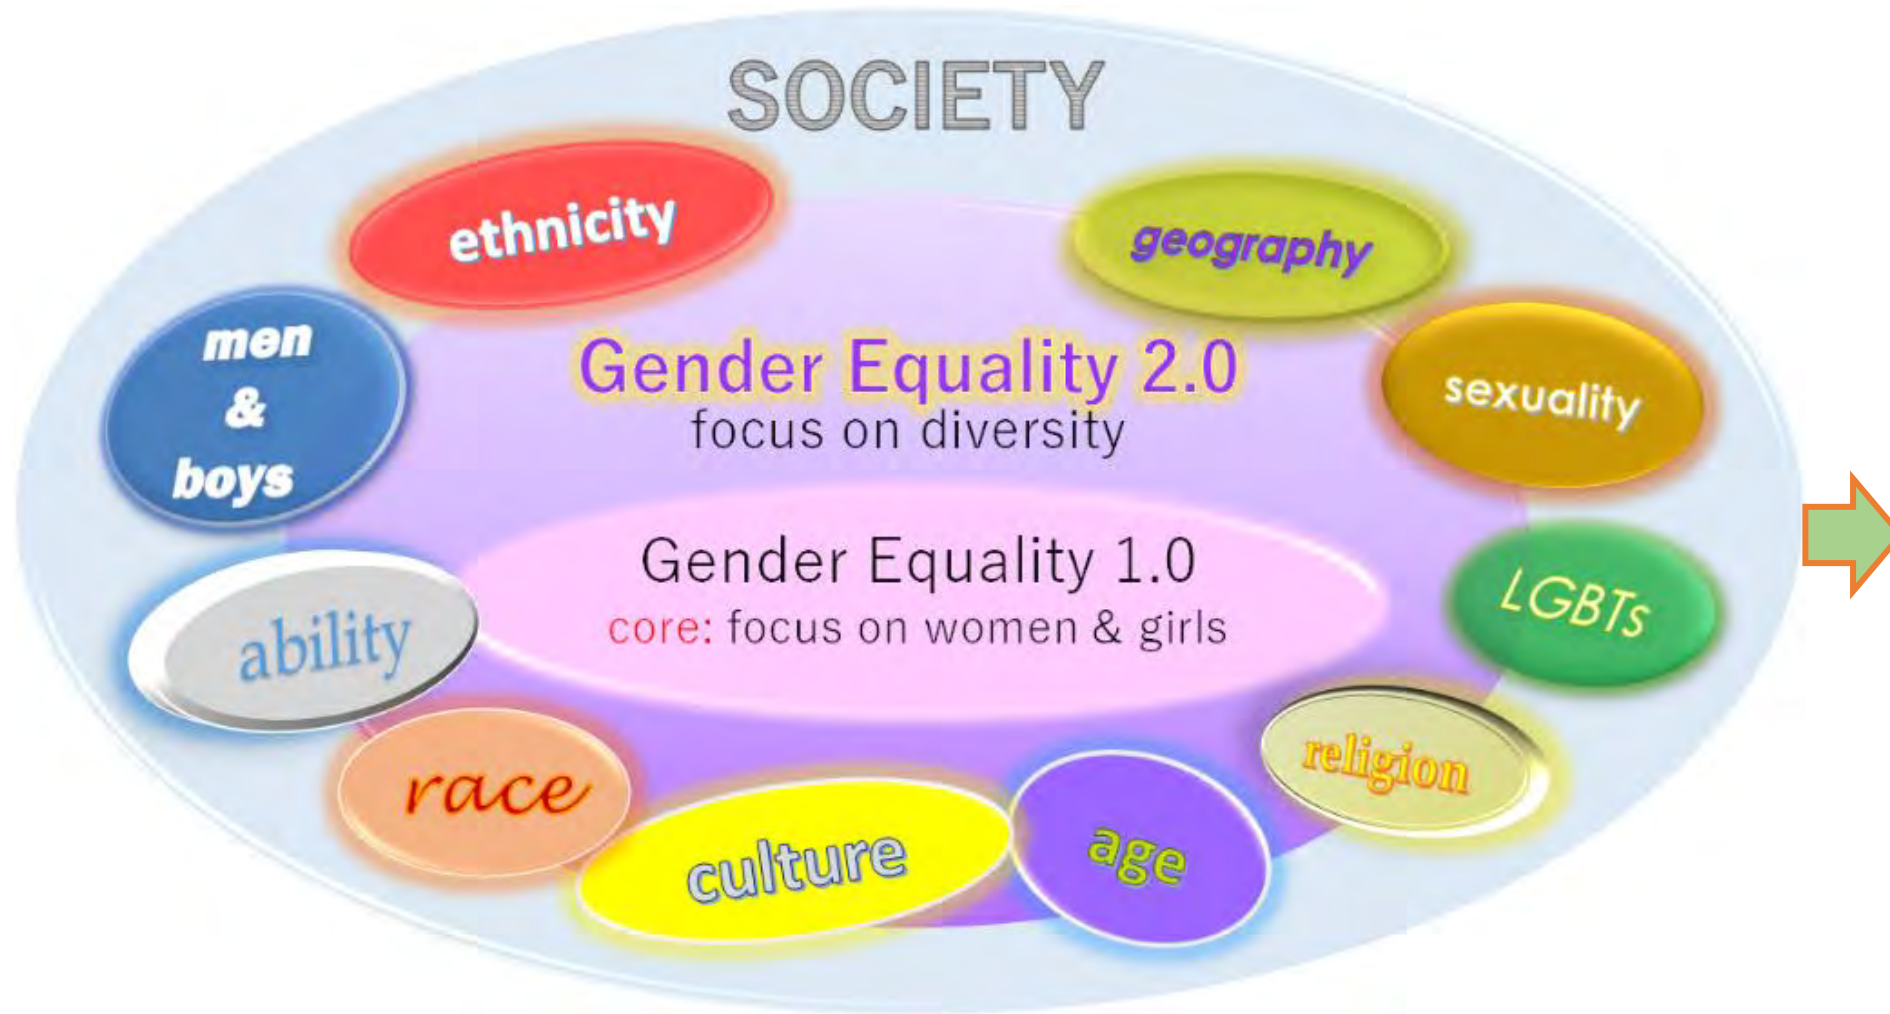 SOCIETY
ethnicity
geography
men
&
boys
Gender Equality 2.0
focus on diversity
sexuality
Gender Equality 1.0
core: focus on women & girls
LGBTs
ability
religion
race
culture
age